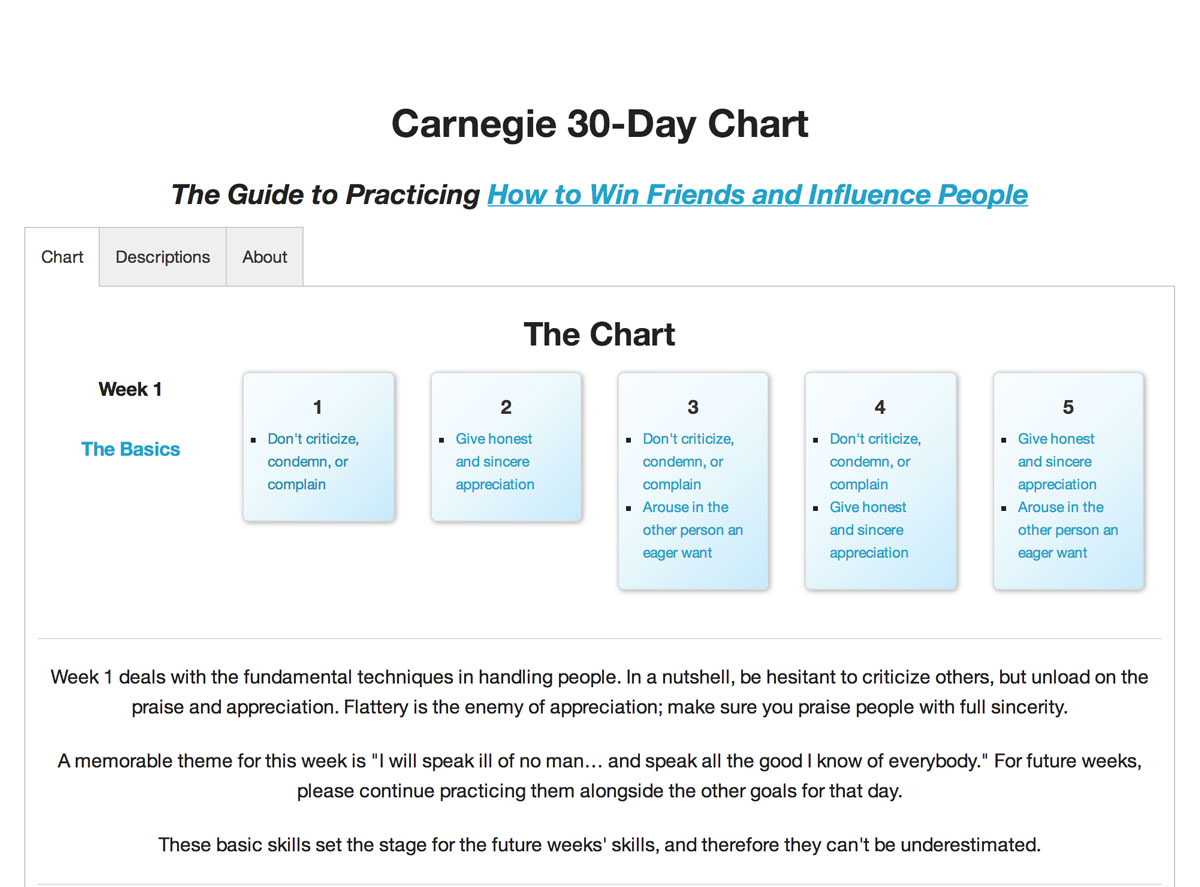 Carnegie 30-Day Chart
The Guide to Practicing How to Win Friends and Influence People
Chart
Descriptions
About
The Chart
Week 1
The Basics
1
Don't criticize,
condemn, or
complain
2
Give honest
and sincere
appreciation
3
Don't criticize,
condemn, or
complain
Arouse in the
other person an
eager want
4
Don't criticize,
condemn, or
complain
Give honest
and sincere
appreciation
5
Give honest
and sincere
appreciation
Arouse in the
other person an
eager want
Week 1 deals with the fundamental techniques in handling people. In a nutshell, be hesitant to criticize others, but unload on the
praise and appreciation. Flattery is the enemy of appreciation; make sure you praise people with full sincerity.
A memorable theme for this week is "I will speak ill of no man… and speak all the good I know of everybody." For future weeks,
please continue practicing them alongside the other goals for that day.
These basic skills set the stage for the future weeks' skills, and therefore they can't be underestimated.